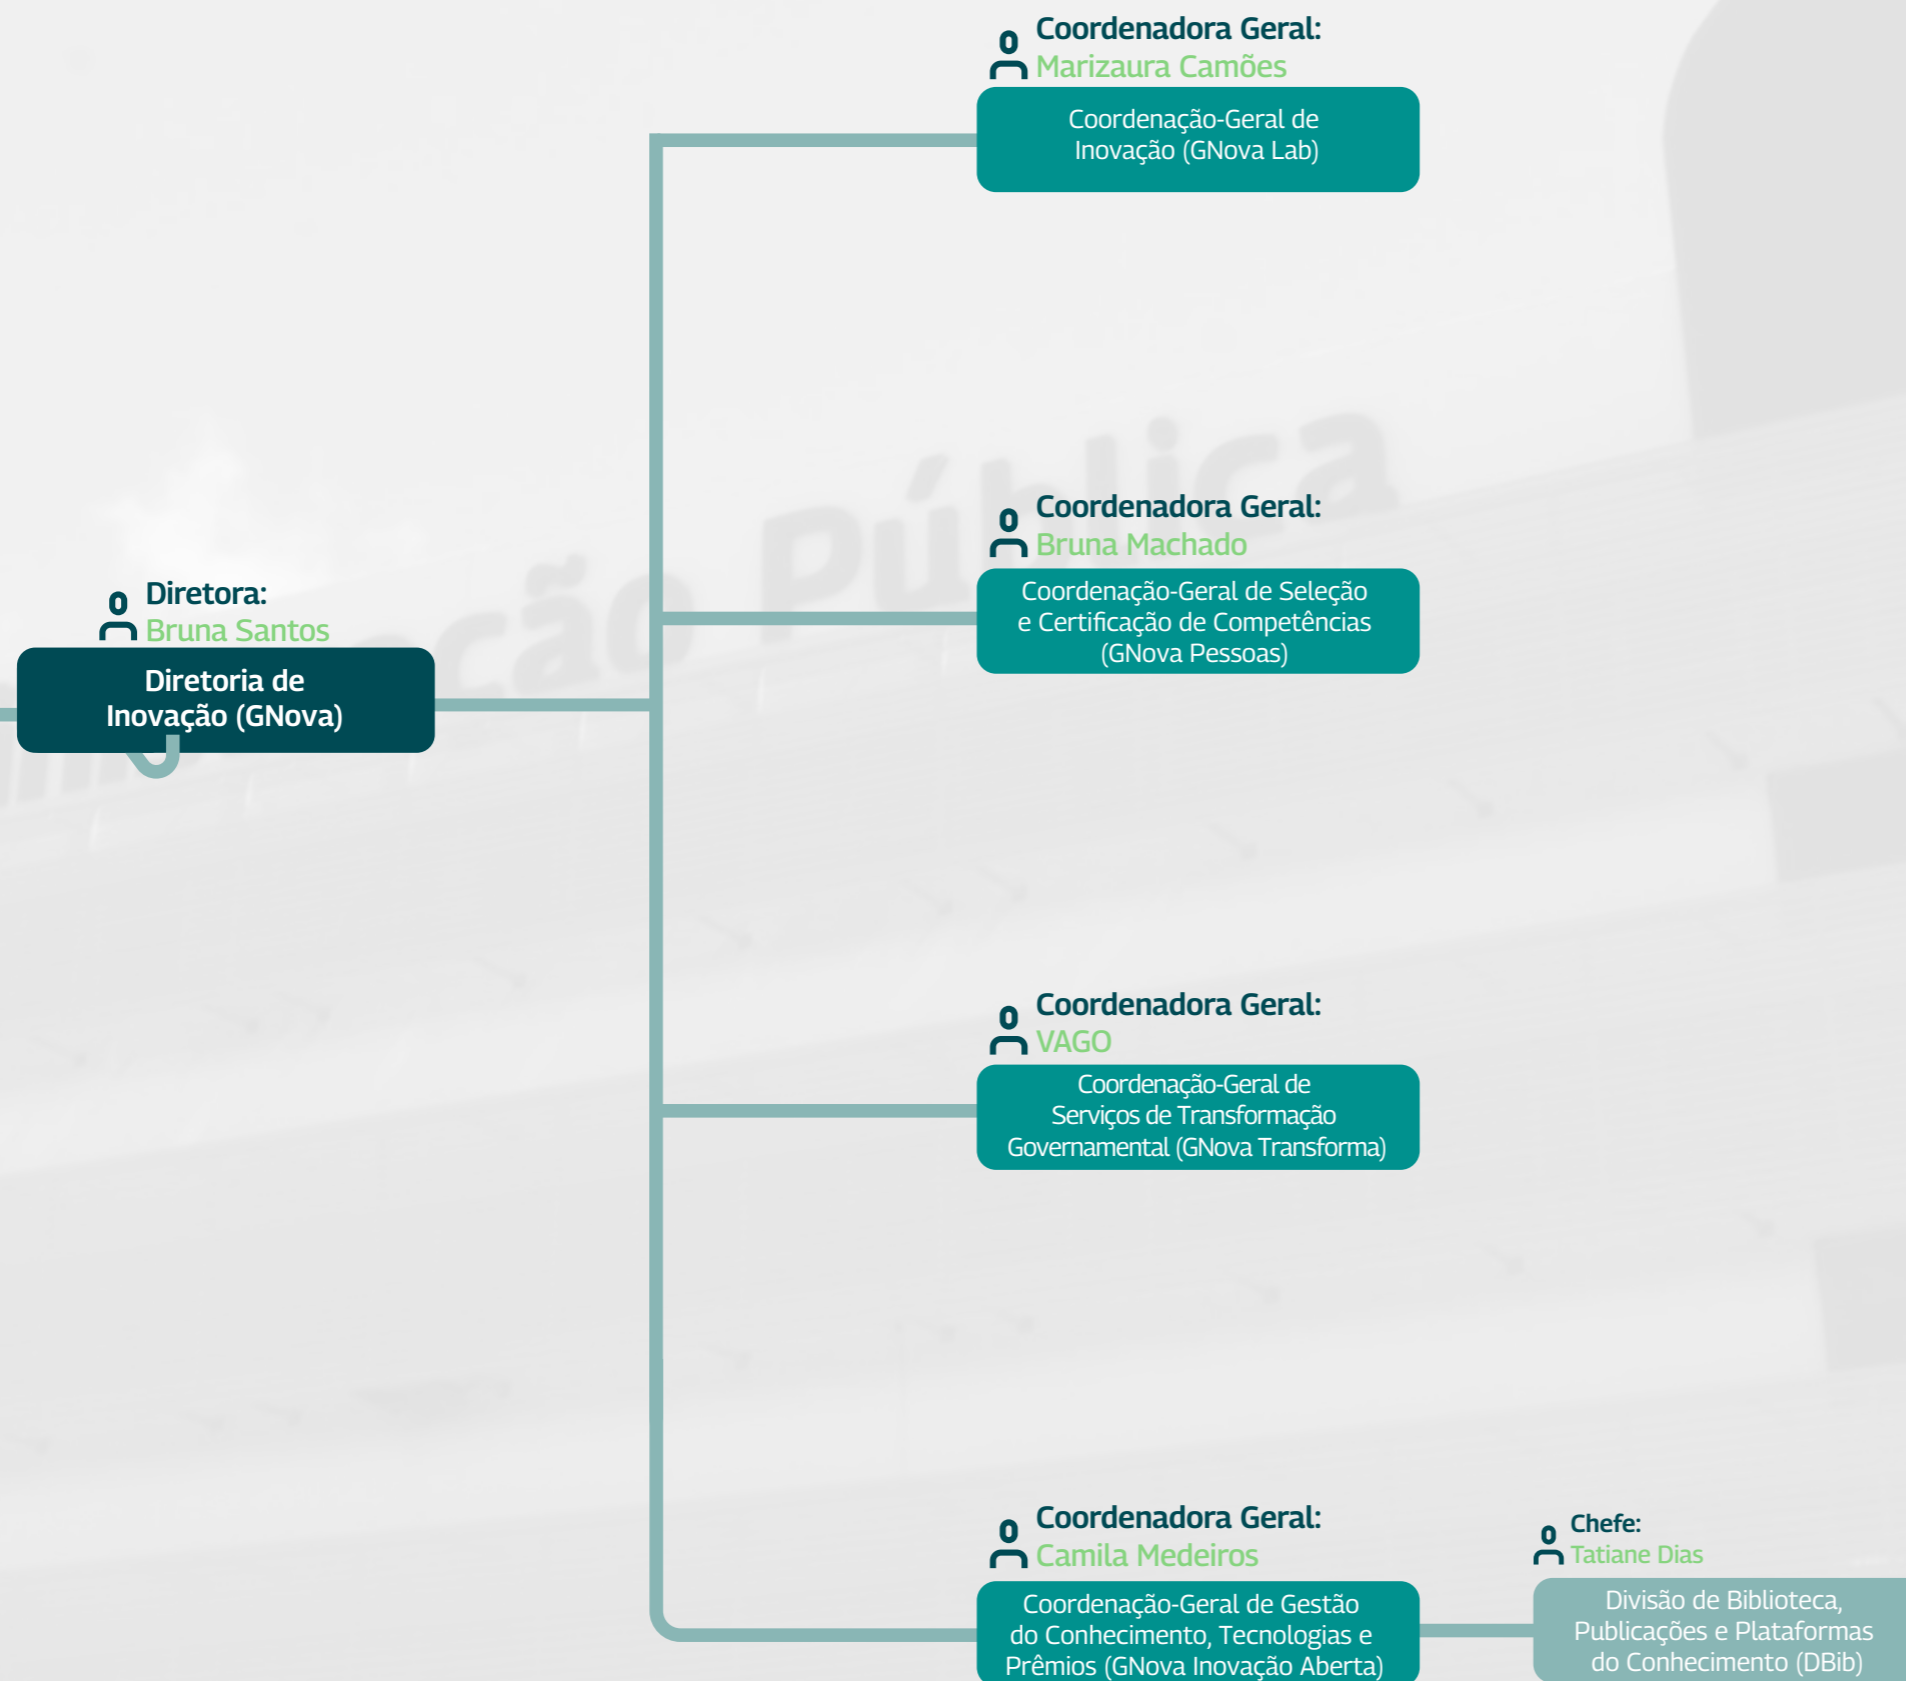 Coordenadora Geral:
Marizaura Camões
Coordenação-Geral de
Inovação (GNova Lab)
Pública
ção
Coordenadora Geral:
Bruna Machado
Coordenação-Geral de Seleção
e Certificação de Competências
(GNova Pessoas)
Diretora:
Bruna Santos
Diretoria de
Inovação (GNova)
Coordenadora Geral:
VAGO
Coordenação-Geral de
Serviços de Transformação
Governamental (GNova Transforma)
Coordenadora Geral:
Camila Medeiros
Coordenação-Geral de Gestão
do Conhecimento, Tecnologias e
Prêmios (GNova Inovação Aberta)
Chefe:
Tatiane Dias
Divisão de Biblioteca,
Publicações e Plataformas
do Conhecimento (DBib)